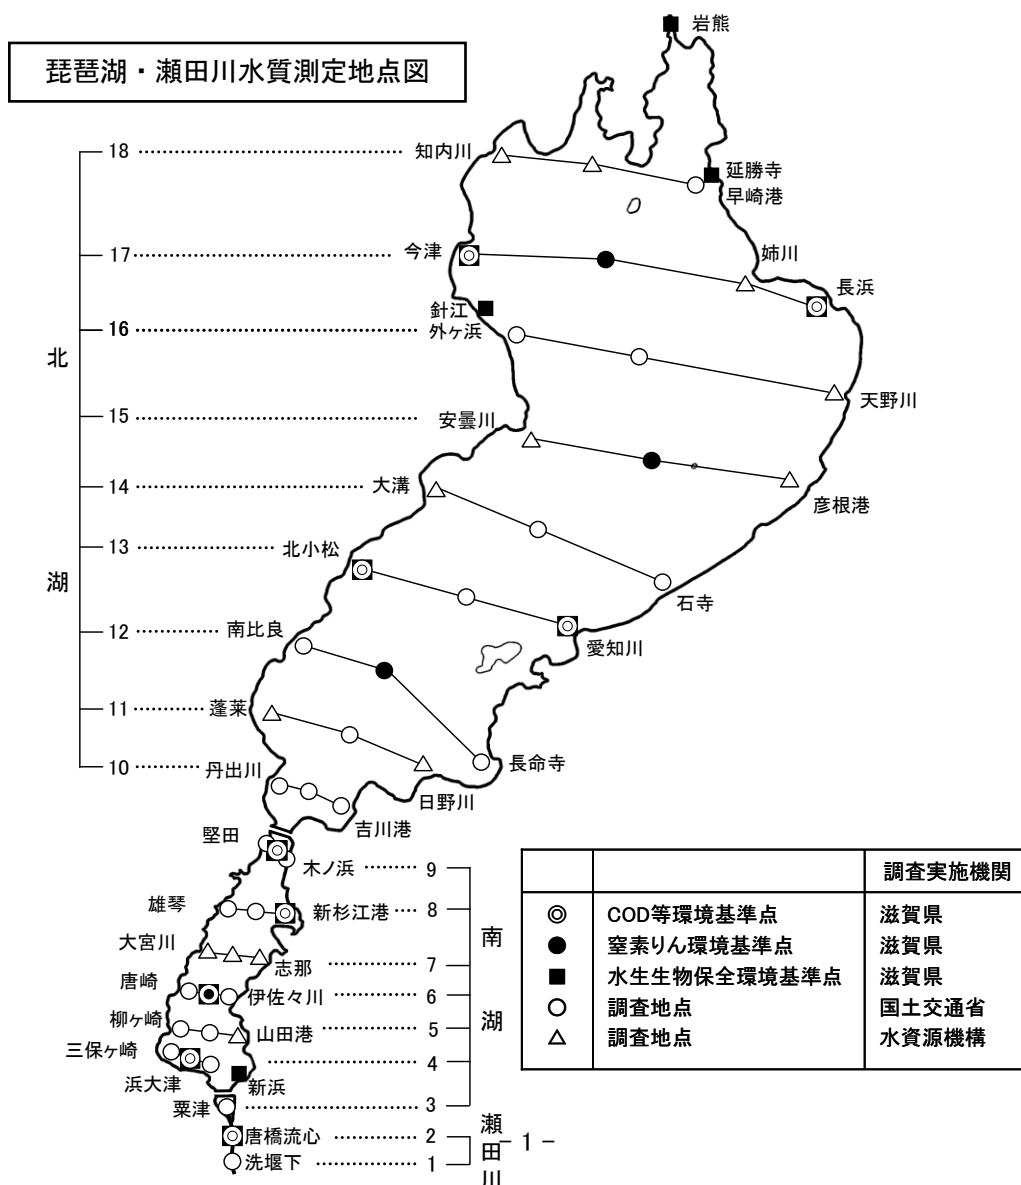 琵琶湖・瀬田川水質測定地点図
岩熊
18 知内川
延勝寺
早崎港
17 今津
姉川
長浜
針江
16 外ヶ浜
天野川
15 安曇川
彦根港
14 大溝
石寺
13 北小松
愛知川
12 南比良
長命寺
11 蓬莱
日野川
10 丹出川
吉川港
北湖
堅田
木ノ浜 9
雄琴 新杉江港 8
大宮川 志那 7
唐崎 伊佐々川 6
柳ヶ崎 山田港 5
三保ヶ崎 4
浜大津 新浜
粟津 3
南湖
唐橋流心 2
洗堰下 1
瀬田川
調査実施機関
◎ COD等環境基準点 滋賀県
● 窒素りん環境基準点 滋賀県
■ 水生生物保全環境基準点 滋賀県
○ 調査地点 国土交通省
△ 調査地点 水資源機構
- 1 -